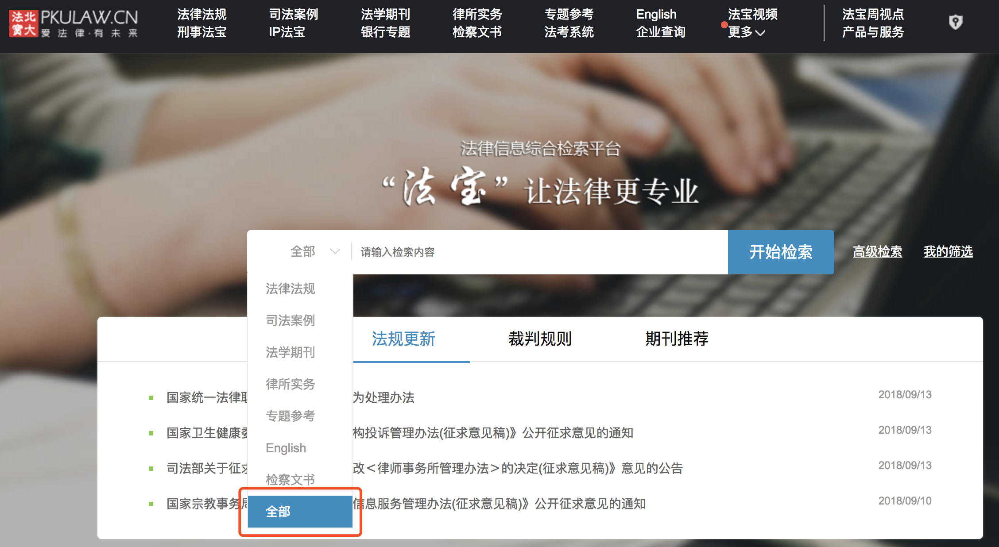 北大法宝
PKULAW.CN
爱法律·有未来
法律法规 司法案例 法学期刊 律所实务 专题参考 English 法宝视频 法宝周视点
刑事法宝 IP法宝 银行专题 检察文书 法考系统 企业查询 更多 产品与服务
法律信息综合检索平台
“法宝”让法律更专业
全部 请输入检索内容 开始检索 高级检索 我的筛选
法律法规
司法案例
法学期刊
律所实务
专题参考
English
检察文书
全部
法规更新 裁判规则 期刊推荐
国家统一法律 为处理办法 2018/09/13
国家卫生健康 构投诉管理办法(征求意见稿)》公开征求意见的通知 2018/09/13
司法部关于征 改＜律师事务所管理办法＞的决定(征求意见稿)》意见的公告 2018/09/13
国家宗教事务 信息服务管理办法(征求意见稿)》公开征求意见的通知 2018/09/10